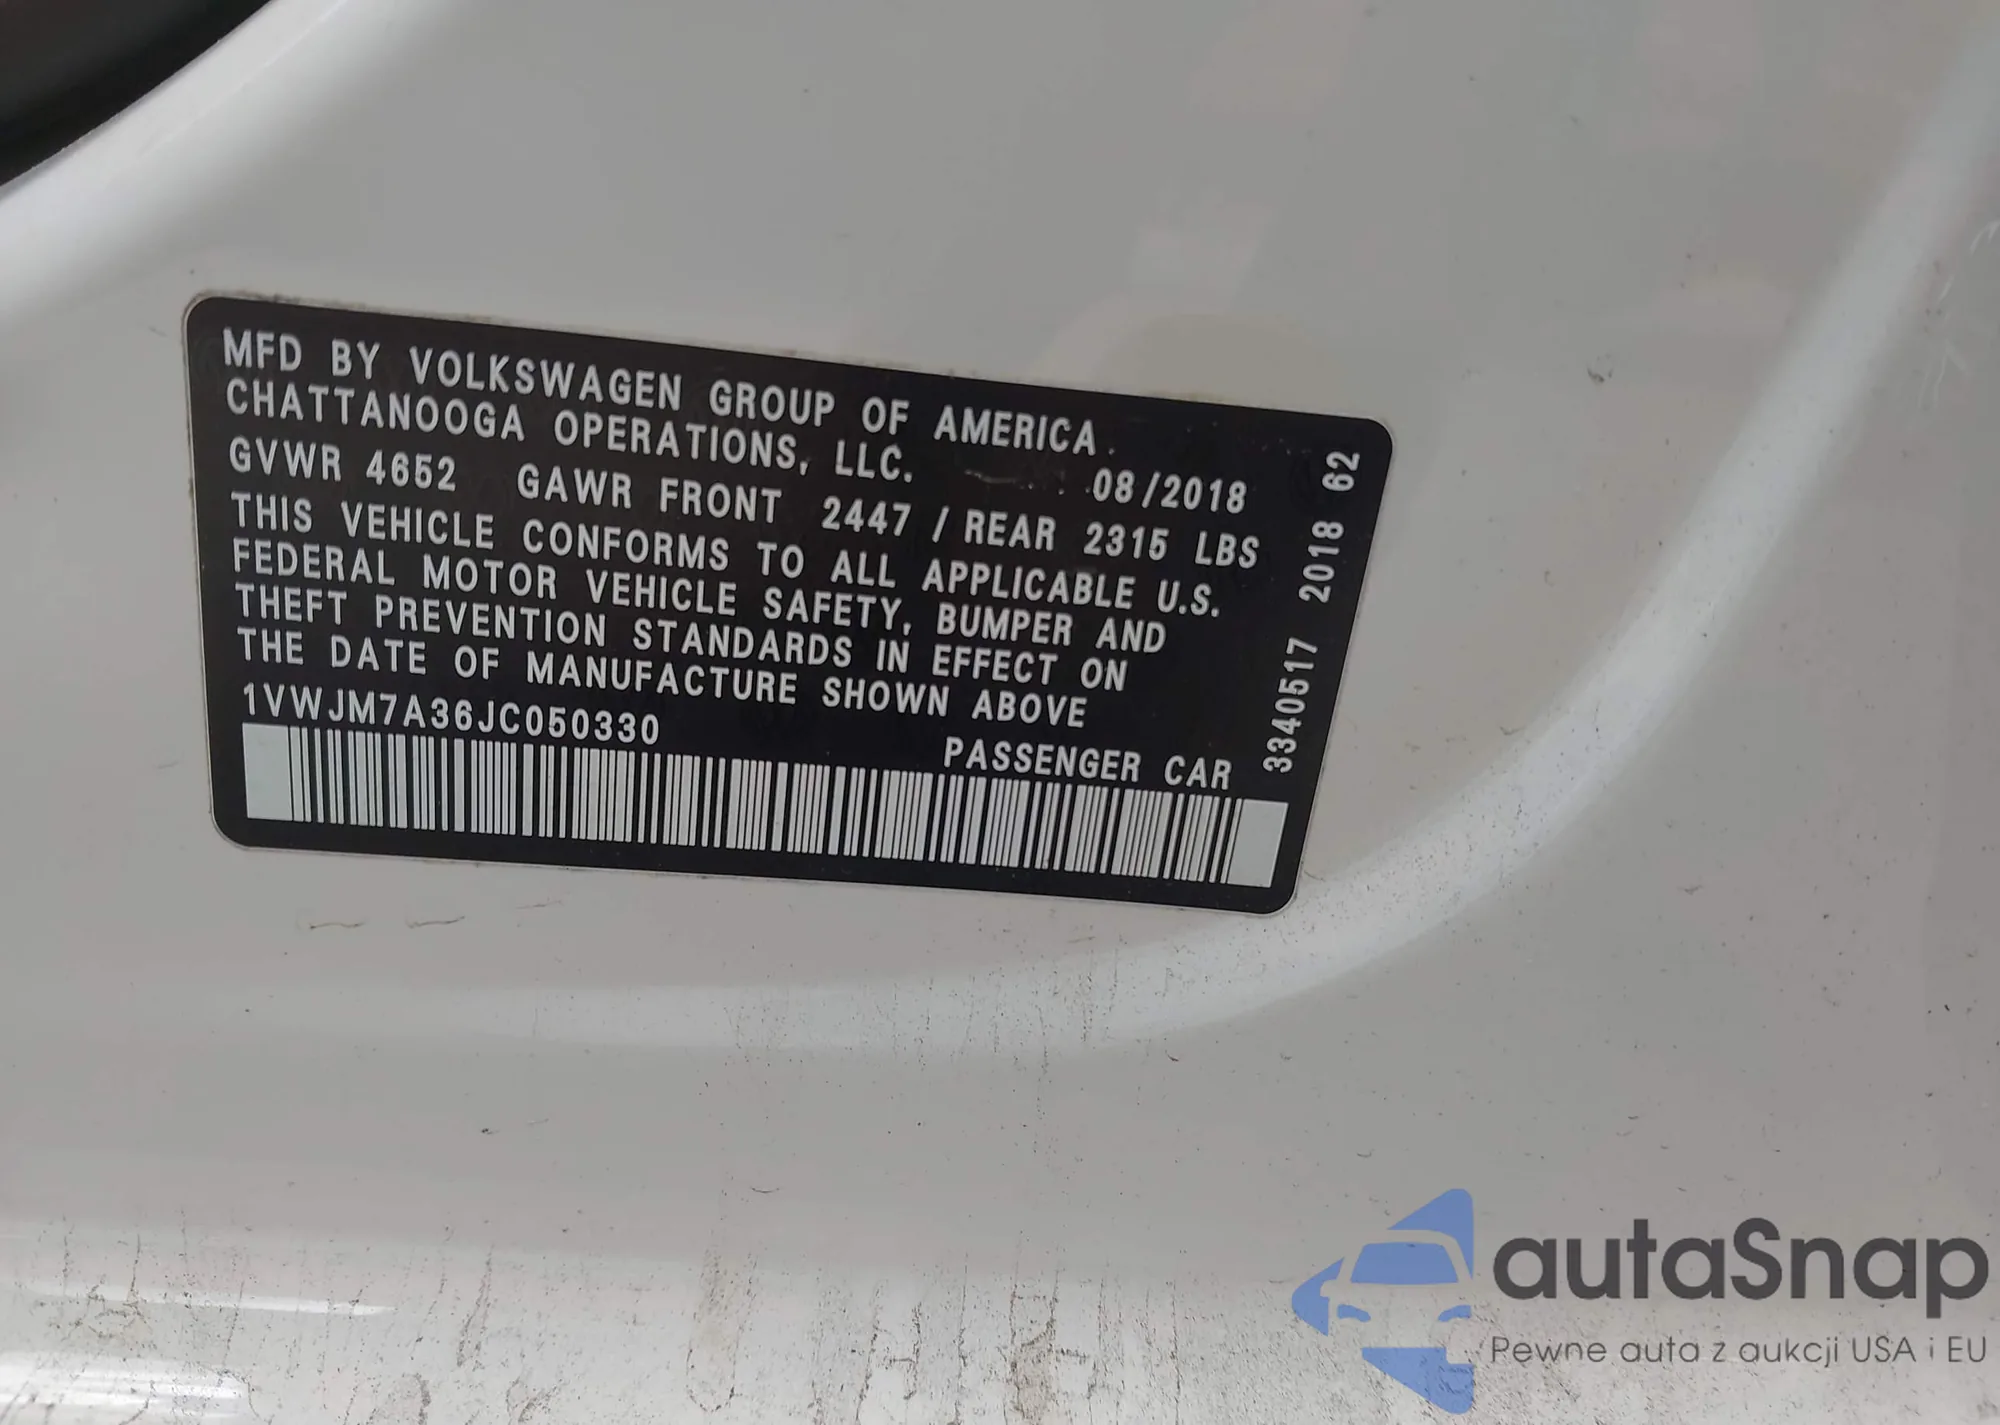 MFD BY VOLKSWAGEN GROUP OF AMERICA
CHATTANOOGA OPERATIONS, LLC. 08/2018
GVWR 4652 GAWR FRONT 2447 / REAR 2315 LBS
THIS VEHICLE CONFORMS TO ALL APPLICABLE U.S.
FEDERAL MOTOR VEHICLE SAFETY, BUMPER AND
THEFT PREVENTION STANDARDS IN EFFECT ON
THE DATE OF MANUFACTURE SHOWN ABOVE
1VWJM7A36JC050330
PASSENGER CAR
3340517 2018 62
autaSnap
Pewne auta z aukcji USA i EU